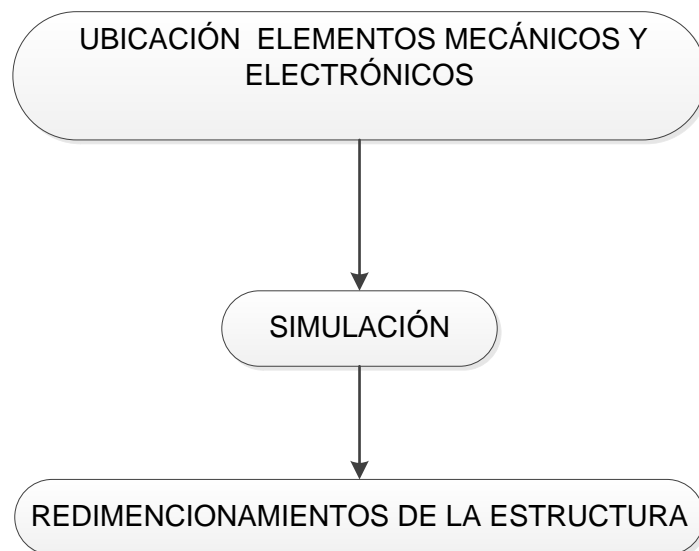 UBICACIÓN  ELEMENTOS MECÁNICOS Y
ELECTRÓNICOS
SIMULACIÓN
REDIMENCIONAMIENTOS DE LA ESTRUCTURA